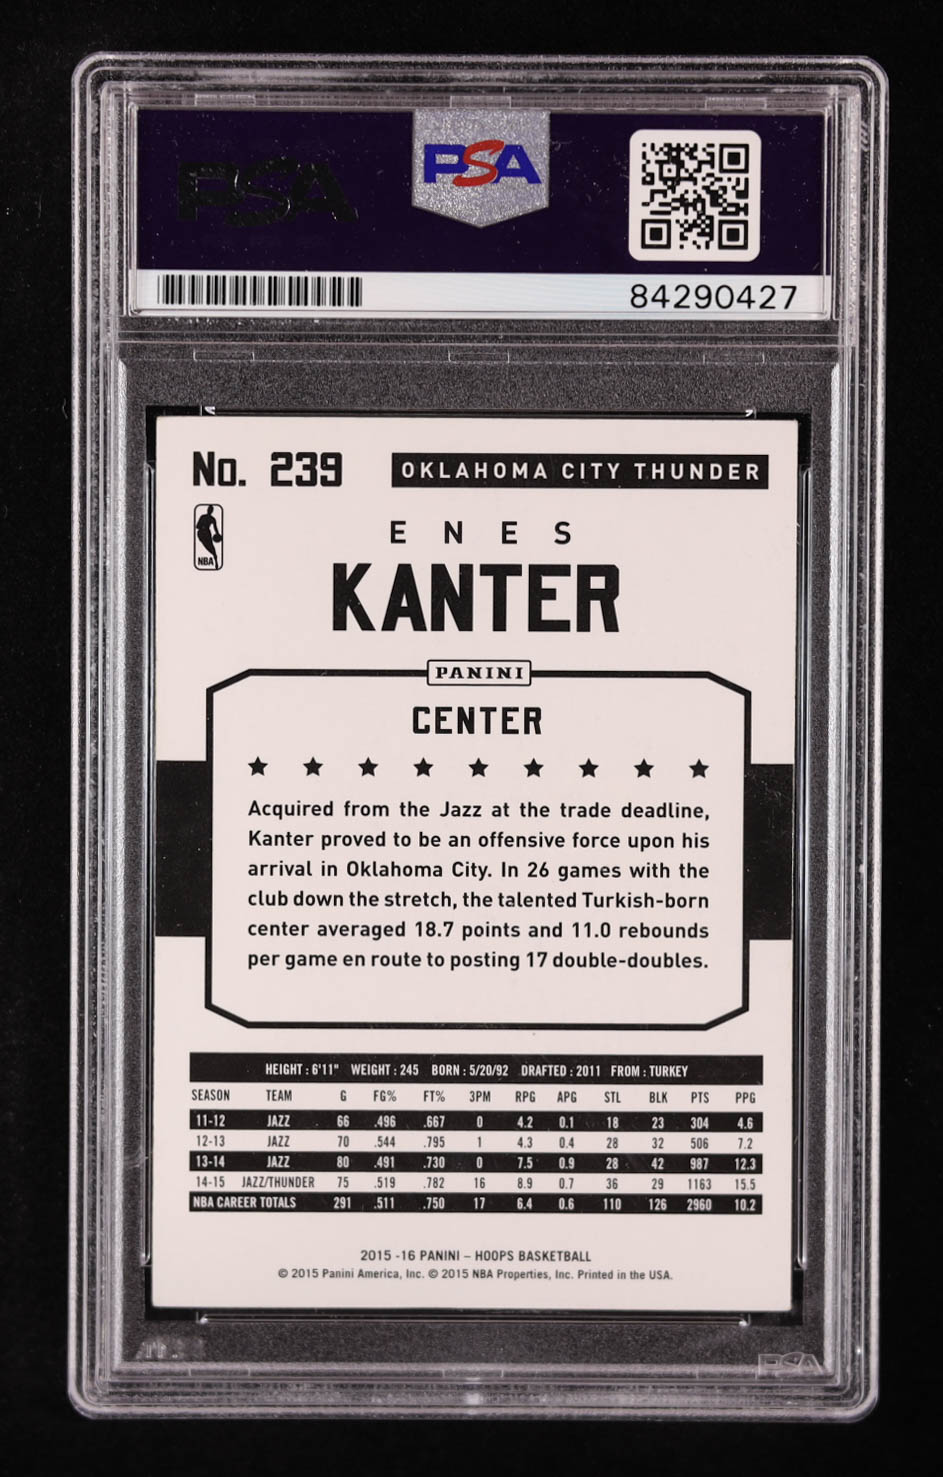 PSA
PSA
84290427
No. 239
OKLAHOMA CITY THUNDER
NBA
ENES
KANTER
PANINI
CENTER
Acquired from the Jazz at the trade deadline,
Kanter proved to be an offensive force upon his
arrival in Oklahoma City. In 26 games with the
club down the stretch, the talented Turkish-born
center averaged 18.7 points and 11.0 rebounds
per game en route to posting 17 double-doubles.
HEIGHT : 6'11" WEIGHT : 245 BORN : 5/20/92 DRAFTED : 2011 FROM : TURKEY
SEASON TEAM G FG% FT% 3PM RPG APG STL BLK PTS PPG
11-12 JAZZ 66 .496 .667 0 4.2 0.1 18 23 304 4.6
12-13 JAZZ 70 .544 .795 1 4.3 0.4 28 32 506 7.2
13-14 JAZZ 80 .491 .730 0 7.5 0.9 28 42 987 12.3
14-15 JAZZ/THUNDER 75 .519 .782 16 8.9 0.7 36 29 1163 15.5
NBA CAREER TOTALS 291 .511 .750 17 6.4 0.6 110 126 2960 10.2
2015 -16 PANINI – HOOPS BASKETBALL
© 2015 Panini America, Inc. © 2015 NBA Properties, Inc. Printed in the USA.
PSA